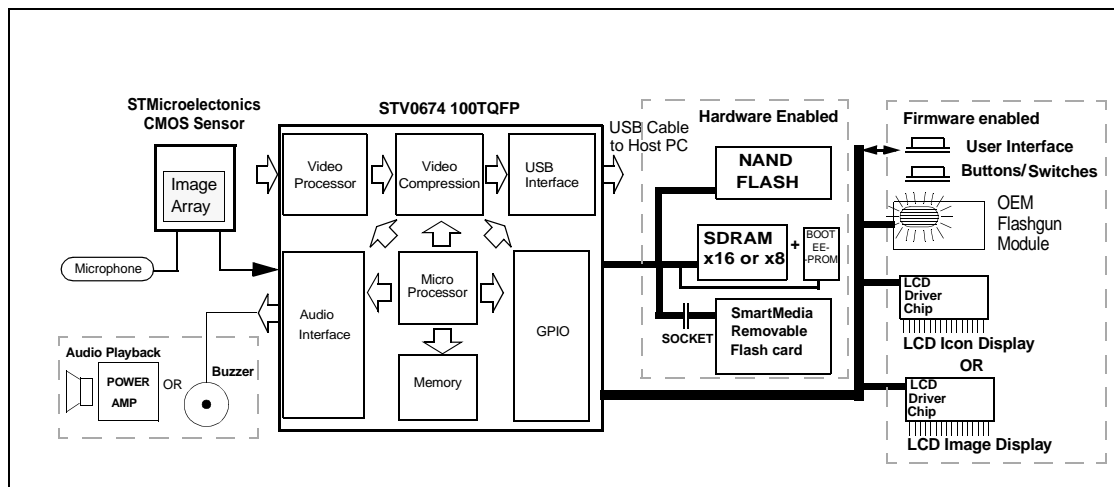 STMicroelectonics
CMOS Sensor
Image
Array
Microphone
Audio Playback
POWER
AMP
OR
Buzzer
STV0674 100TQFP
Video
Processor
Video
Compression
USB
Interface
Audio
Interface
Micro
Processor
Memory
GPIO
USB Cable
to Host PC
Hardware Enabled
NAND
FLASH
SDRAM
x16 or x8
+
BOOT
EE-
-PROM
SOCKET
SmartMedia
Removable
Flash card
Firmware enabled
User Interface
Buttons/Switches
OEM
Flashgun
Module
LCD
Driver
Chip
LCD Icon Display
OR
LCD
Driver
Chip
LCD Image Display